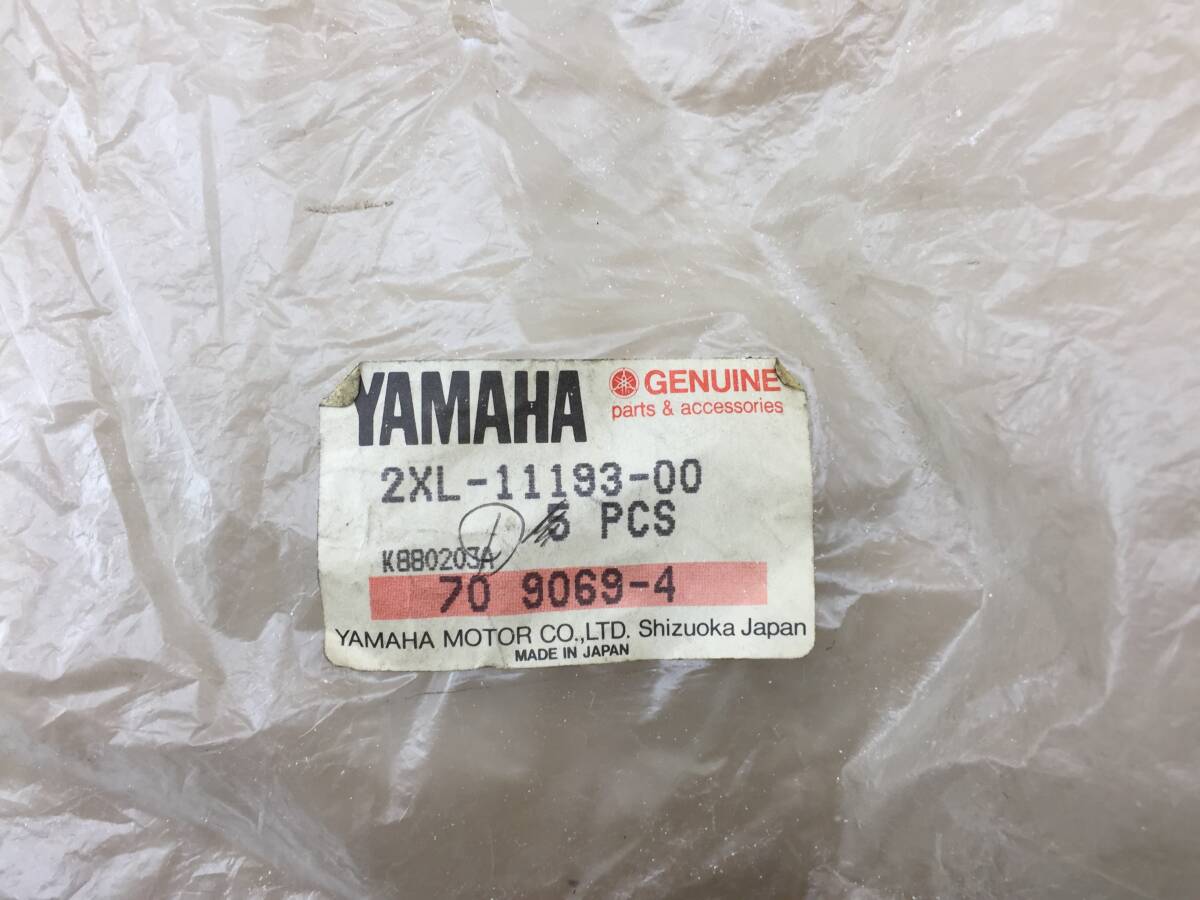 YAMAHA
GENUINE
parts & accessories
2XL-11193-00
1 5 PCS
K880203A
70 9069-4
YAMAHA MOTOR CO.,LTD. Shizuoka Japan
MADE IN JAPAN